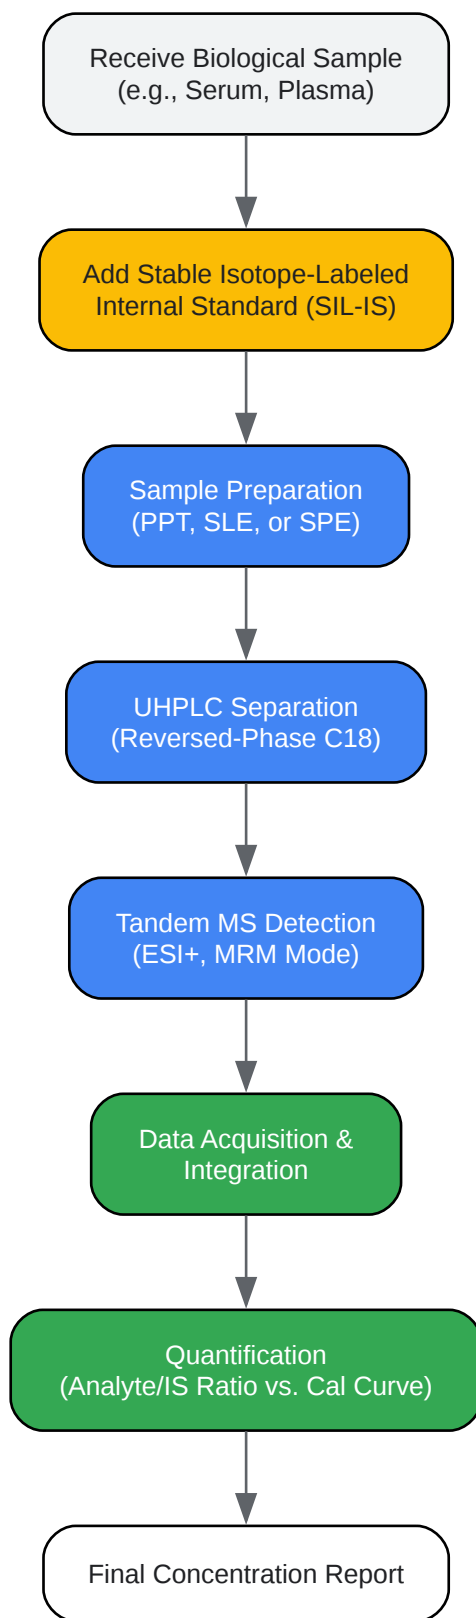 Receive Biological Sample
(e.g., Serum, Plasma)
Add Stable Isotope-Labeled
Internal Standard (SIL-IS)
Sample Preparation
(PPT, SLE, or SPE)
UHPLC Separation
(Reversed-Phase C18)
Tandem MS Detection
(ESI+, MRM Mode)
Data Acquisition &
Integration
Quantification
(Analyte/IS Ratio vs. Cal Curve)
Final Concentration Report